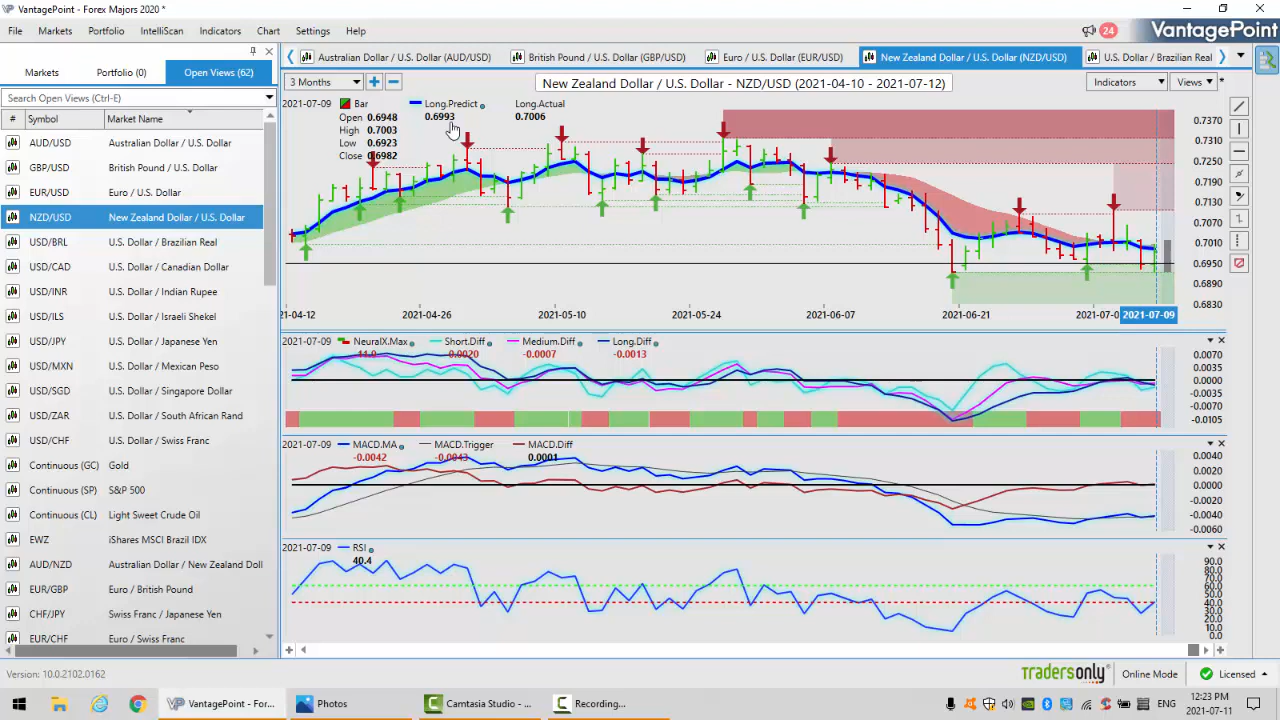 VantagePoint - Forex Majors 2020 *
File Markets Portfolio IntelliScan Indicators Chart Settings Help
24
VantagePoint
Markets Portfolio (0) Open Views (62)
Australian Dollar / U.S. Dollar (AUD/USD) British Pound / U.S. Dollar (GBP/USD) Euro / U.S. Dollar (EUR/USD) New Zealand Dollar / U.S. Dollar (NZD/USD) U.S. Dollar / Brazilian Real
Search Open Views (Ctrl-E)
3 Months
New Zealand Dollar / U.S. Dollar - NZD/USD (2021-04-10 - 2021-07-12)
Indicators Views *
# Symbol Market Name
AUD/USD Australian Dollar / U.S. Dollar
GBP/USD British Pound / U.S. Dollar
EUR/USD Euro / U.S. Dollar
NZD/USD New Zealand Dollar / U.S. Dollar
USD/BRL U.S. Dollar / Brazilian Real
USD/CAD U.S. Dollar / Canadian Dollar
USD/INR U.S. Dollar / Indian Rupee
USD/ILS U.S. Dollar / Israeli Shekel
USD/JPY U.S. Dollar / Japanese Yen
USD/MXN U.S. Dollar / Mexican Peso
USD/SGD U.S. Dollar / Singapore Dollar
USD/ZAR U.S. Dollar / South African Rand
USD/CHF U.S. Dollar / Swiss Franc
Continuous (GC) Gold
Continuous (SP) S&P 500
Continuous (CL) Light Sweet Crude Oil
EWZ iShares MSCI Brazil IDX
AUD/NZD Australian Dollar / New Zealand Doll
EUR/GBP Euro / British Pound
CHF/JPY Swiss Franc / Japanese Yen
EUR/CHF Euro / Swiss Franc
2021-07-09 Bar Long.Predict Long.Actual
Open 0.6948 0.6993 0.7006
High 0.7003
Low 0.6923
Close 0.6982
0.7370
0.7310
0.7250
0.7190
0.7130
0.7070
0.7010
0.6950
0.6890
0.6830
2021-04-12 2021-04-26 2021-05-10 2021-05-24 2021-06-07 2021-06-21 2021-07-0 2021-07-09
2021-07-09 NeuralX.Max Short.Diff Medium.Diff Long.Diff
-11.0 -0.0020 -0.0007 -0.0013
0.0070
0.0035
0.0000
-0.0035
-0.0070
-0.0105
2021-07-09 MACD.MA MACD.Trigger MACD.Diff
-0.0042 -0.0043 0.0001
0.0040
0.0020
0.0000
-0.0020
-0.0040
-0.0060
2021-07-09 RSI
40.4
90.0
80.0
70.0
60.0
50.0
40.0
30.0
20.0
10.0
0.0
Version: 10.0.2102.0162
tradersonly
Online Mode Licensed
VantagePoint - For... Photos Camtasia Studio - ... Recording...
12:23 PM
ENG
2021-07-11